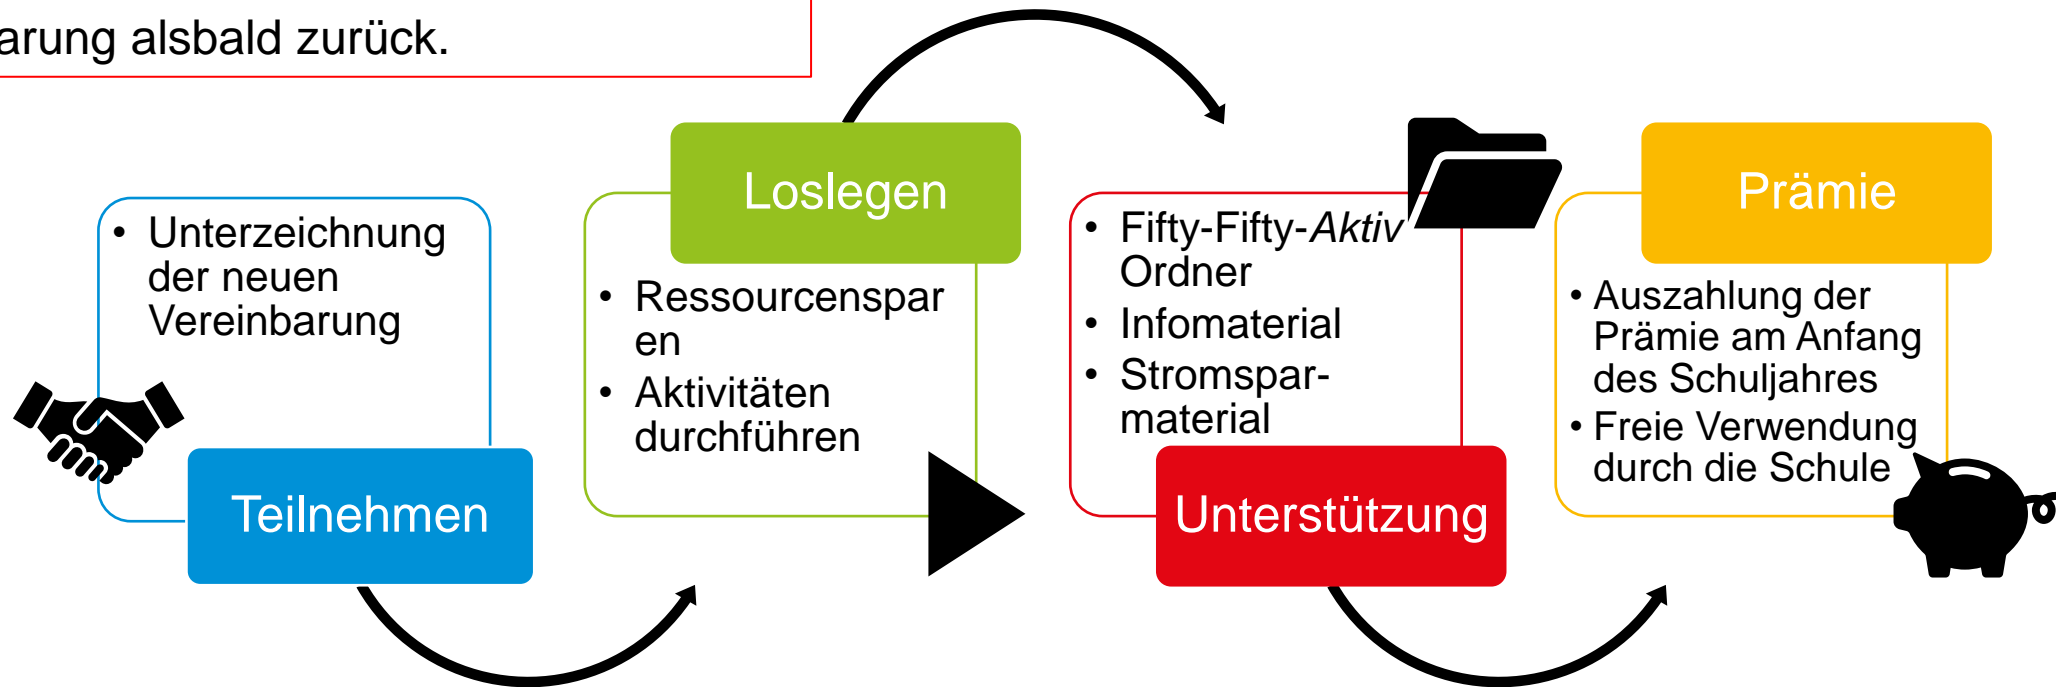 arung alsbald zurück.
• Unterzeichnung
der neuen
Vereinbarung
Teilnehmen
Loslegen
• Ressourcenspar
en
• Aktivitäten
durchführen
• Fifty-Fifty-Aktiv
Ordner
• Infomaterial
• Stromspar-
material
Unterstützung
Prämie
• Auszahlung der
Prämie am Anfang
des Schuljahres
• Freie Verwendung
durch die Schule